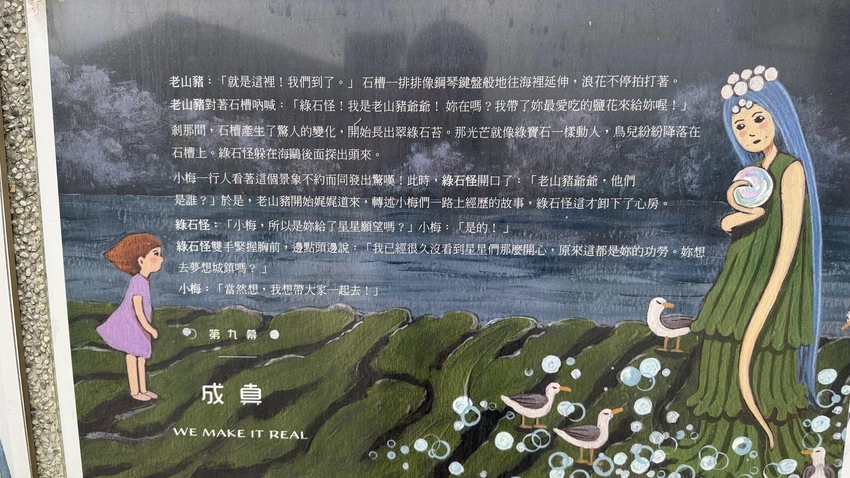 老山豬:「就是這裡!我們到了。」石槽一排排像鋼琴鍵盤般地往海裡延伸,浪花不停拍打著。
老山豬對著石槽吶喊:「綠石怪!我是老山豬爺爺!妳在嗎?我帶了妳最愛吃的鹽花來給妳喔!」
剎那間,石槽產生了驚人的變化,開始長出翠綠石苔。那光芒就像綠寶石一樣動人,鳥兒紛紛降落在
石槽上。綠石怪躲在海鷗後面探出頭來。
小梅一行人看著這個景象不約而同發出驚嘆!此時,綠石怪開口了:「老山豬爺爺,他們
是誰?」於是,老山豬開始娓娓道來,轉述小梅們一路上經歷的故事,綠石怪這才卸下了心房。
綠石怪:「小梅,所以是妳給了星星願望嗎?」小梅:「是的!」
綠石怪雙手緊握胸前,邊點頭邊說:「我已經很久沒看到星星們那麼開心,原來這都是妳的功勞。妳想
去夢想城鎮嗎?」
小梅:「當然想,我想帶大家一起去!」
第九幕
成真
WE MAKE IT REAL